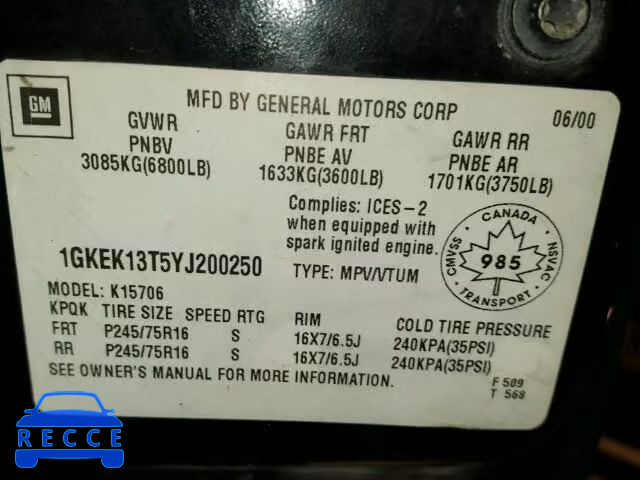 GM
MFD BY GENERAL MOTORS CORP 06/00
GVWR GAWR FRT GAWR RR
PNBV PNBE AV PNBE AR
3085KG(6800LB) 1633KG(3600LB) 1701KG(3750LB)
Complies: ICES-2
when equipped with
spark ignited engine.
1GKEK13T5YJ200250
TYPE: MPV/VTUM
CANADA
CMVSS 985 NSVAC
TRANSPORT
MODEL: K15706
KPQK TIRE SIZE SPEED RTG RIM COLD TIRE PRESSURE
FRT P245/75R16 S 16X7/6.5J 240KPA(35PSI)
RR P245/75R16 S 16X7/6.5J 240KPA(35PSI)
SEE OWNER'S MANUAL FOR MORE INFORMATION.
F 509
T 568
RECCE